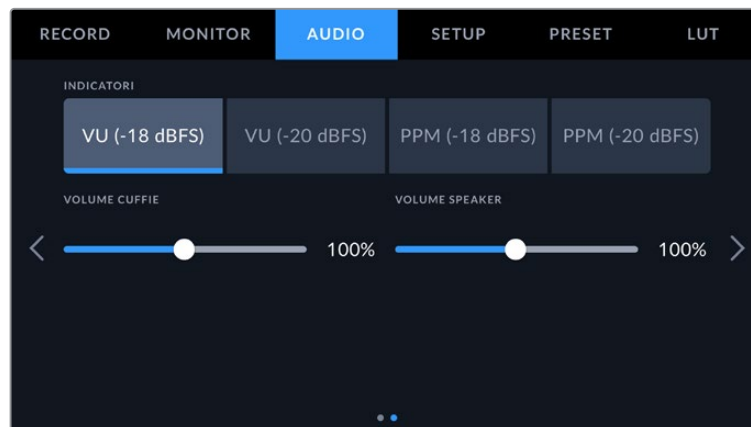 RECORD MONITOR AUDIO SETUP PRESET LUT
INDICATORI
VU (-18 dBFS) VU (-20 dBFS) PPM (-18 dBFS) PPM (-20 dBFS)
VOLUME CUFFIE VOLUME SPEAKER
100% 100%